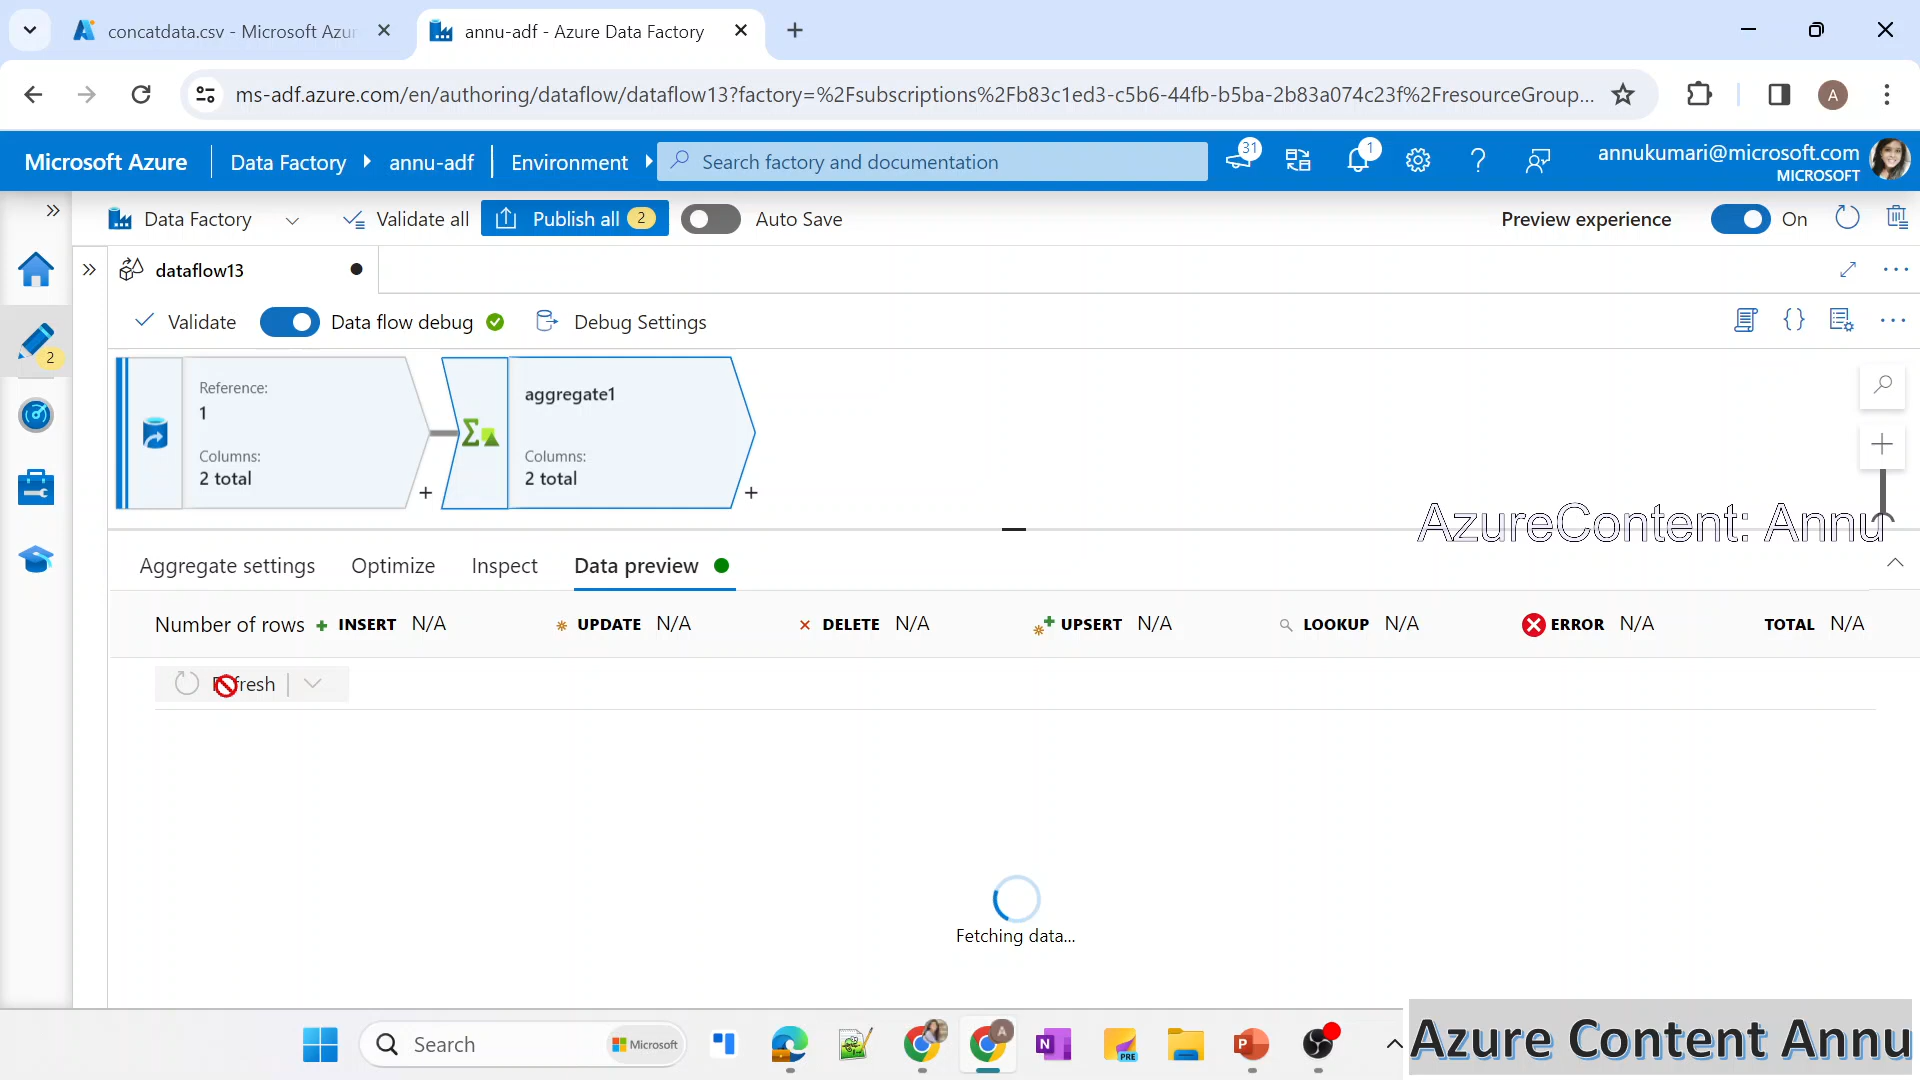 concatdata.csv - Microsoft Azur
annu-adf - Azure Data Factory
ms-adf.azure.com/en/authoring/dataflow/dataflow13?factory=%2Fsubscriptions%2Fb83c1ed3-c5b6-44fb-b5ba-2b83a074c23f%2FresourceGroup...
A
Microsoft Azure
Data Factory
annu-adf
Environment
Search factory and documentation
31
1
annukumari@microsoft.com
MICROSOFT
Data Factory
Validate all
Publish all 2
Auto Save
Preview experience
On
dataflow13
2
Validate
Data flow debug
Debug Settings
Reference:
1
Columns:
2 total
aggregate1
Columns:
2 total
AzureContent: Annu
Aggregate settings
Optimize
Inspect
Data preview
Number of rows
INSERT N/A
UPDATE N/A
DELETE N/A
UPSERT N/A
LOOKUP N/A
ERROR N/A
TOTAL N/A
Refresh
Fetching data...
Search
Microsoft
A
N
PRE
P
Azure Content Annu